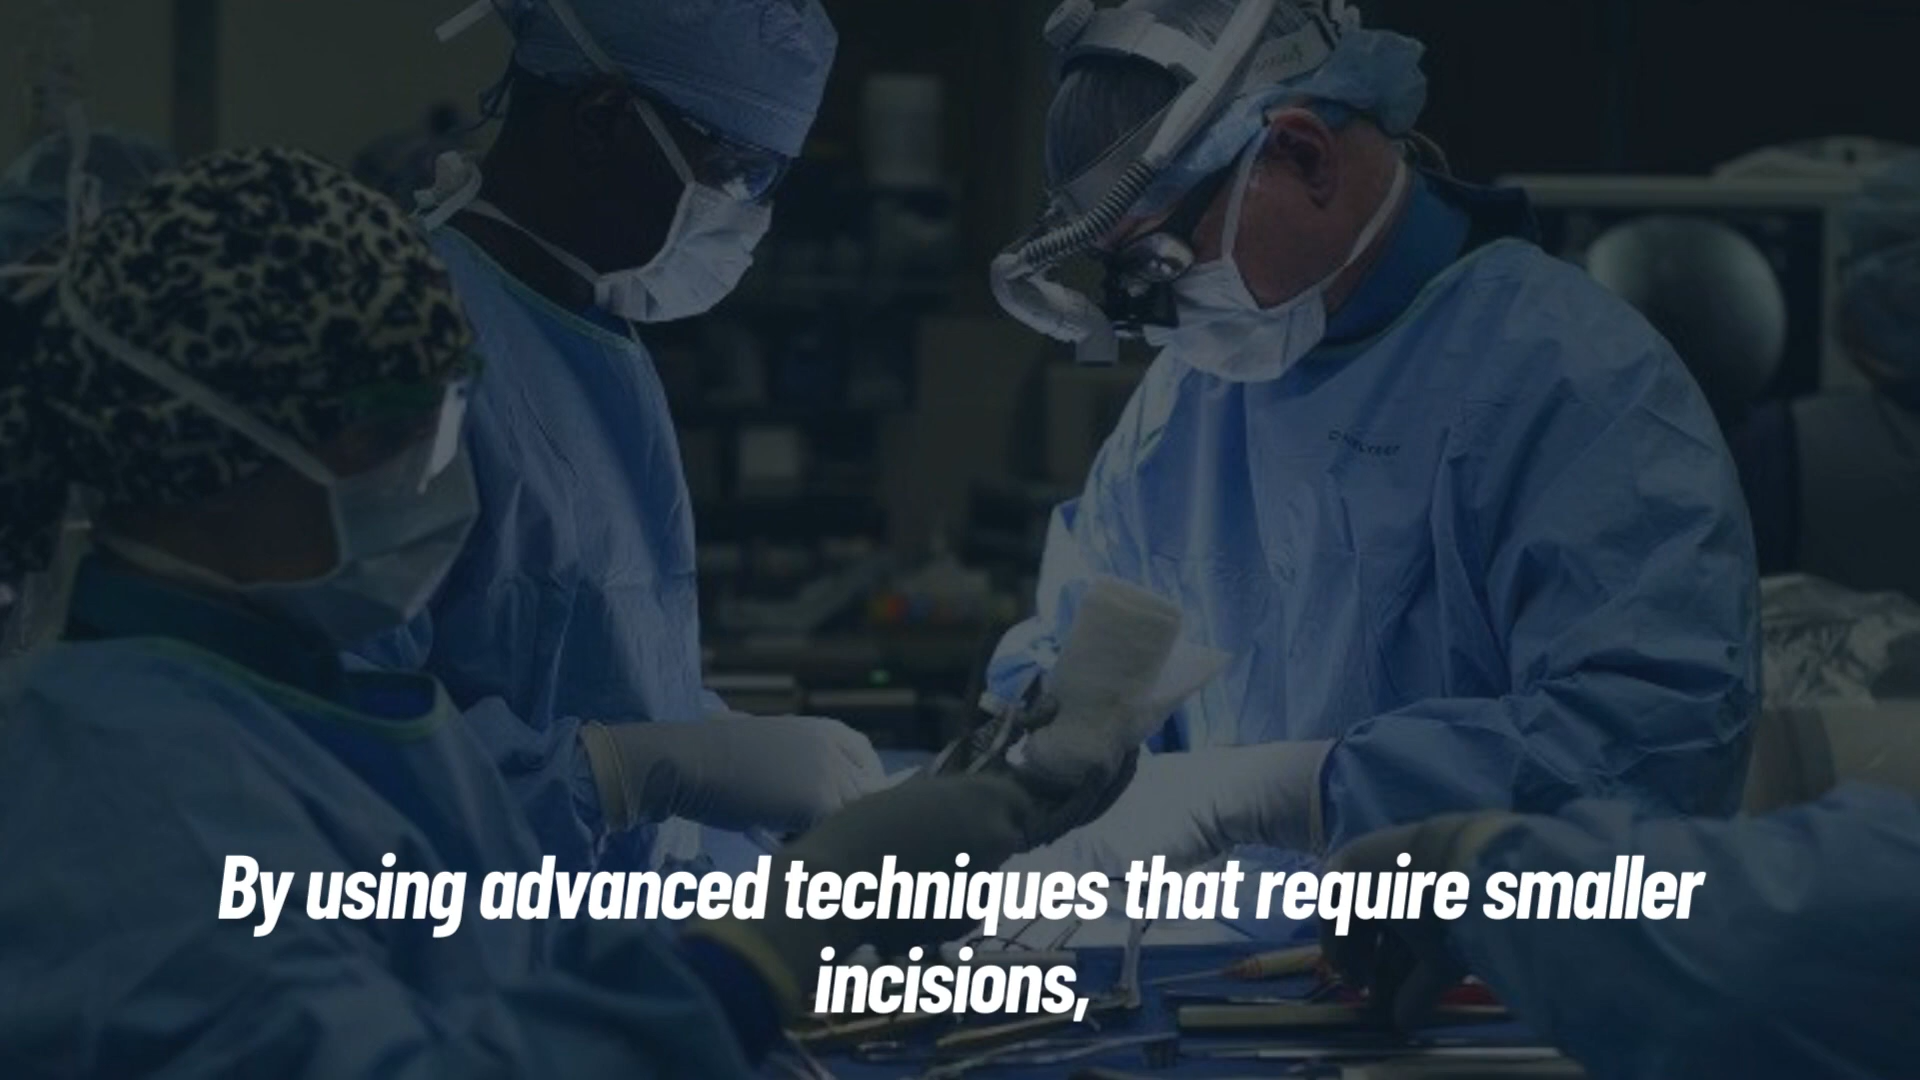 By using advanced techniques that require smaller
incisions,